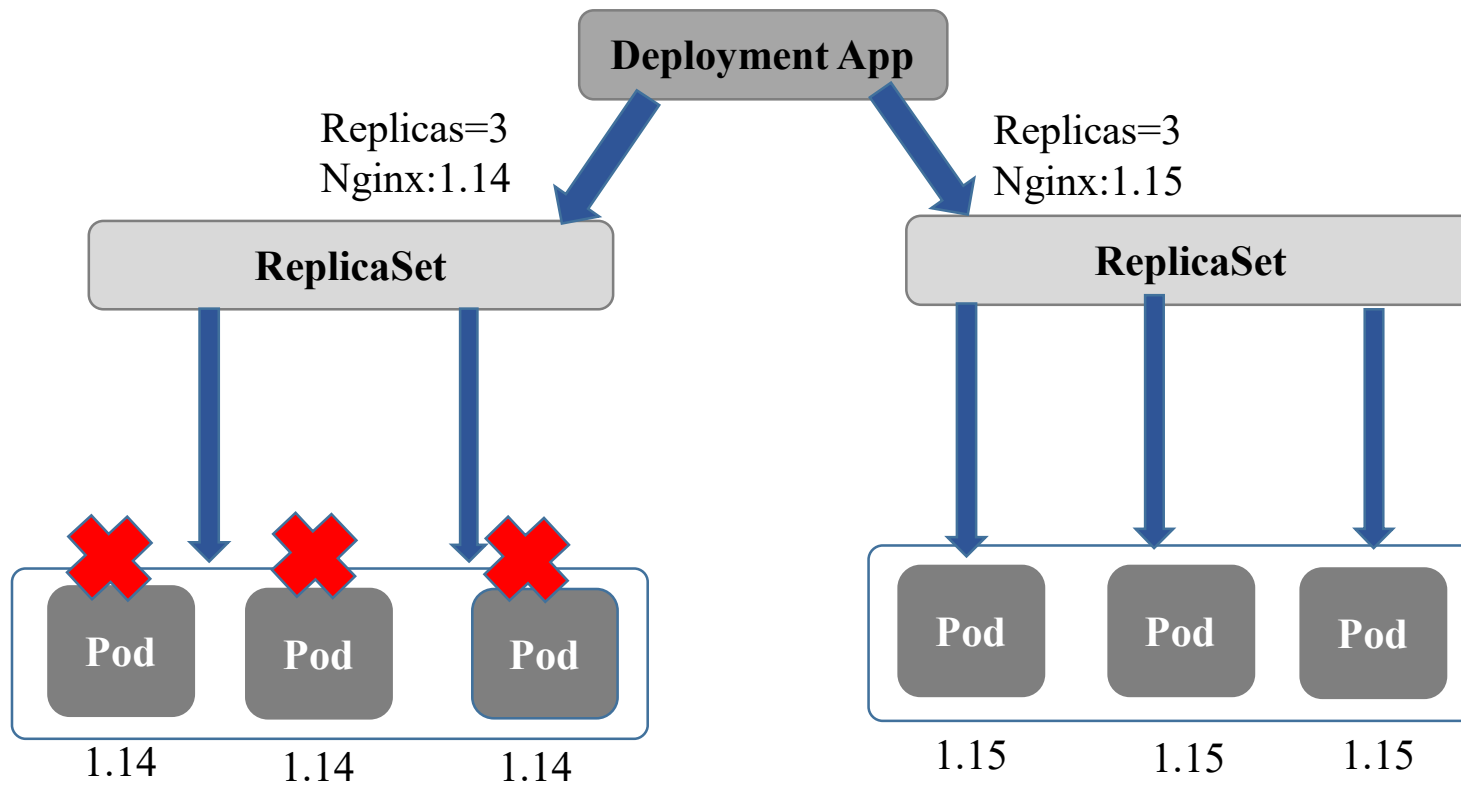 Deployment App
Replicas=3
Nginx:1.14
Replicas=3
Nginx:1.15
ReplicaSet
ReplicaSet
Pod
Pod
Pod
Pod
Pod
Pod
1.14
1.14
1.14
1.15
1.15
1.15